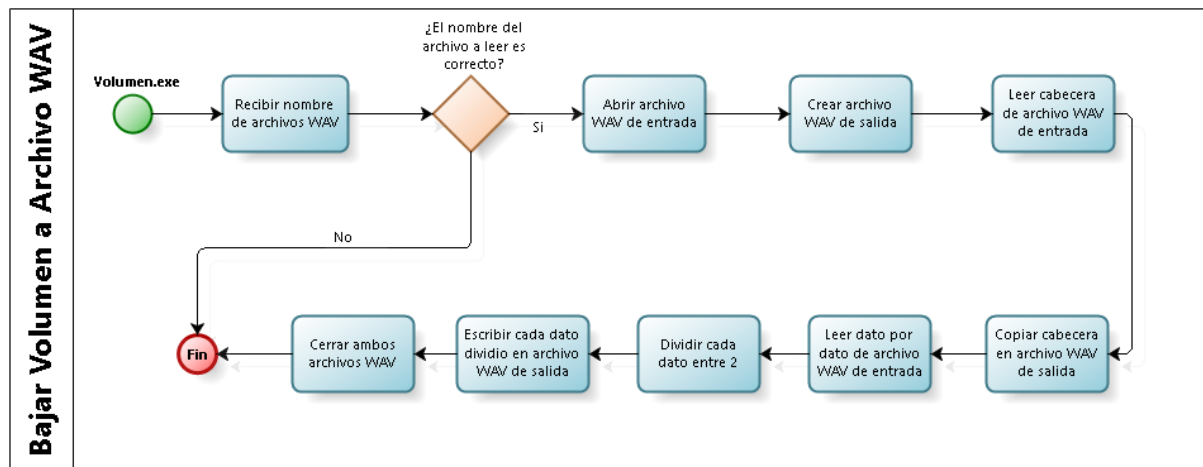 Bajar Volumen a Archivo WAV
Volumen.exe
Recibir nombre
de archivos WAV
¿El nombre del
archivo a leer es
correcto?
Si
No
Abrir archivo
WAV de entrada
Crear archivo
WAV de salida
Leer cabecera
de archivo WAV
de entrada
Copiar cabecera
en archivo WAV
de salida
Leer dato por
dato de archivo
WAV de entrada
Dividir cada
dato entre 2
Escribir cada dato
dividio en archivo
WAV de salida
Cerrar ambos
archivos WAV
Fin